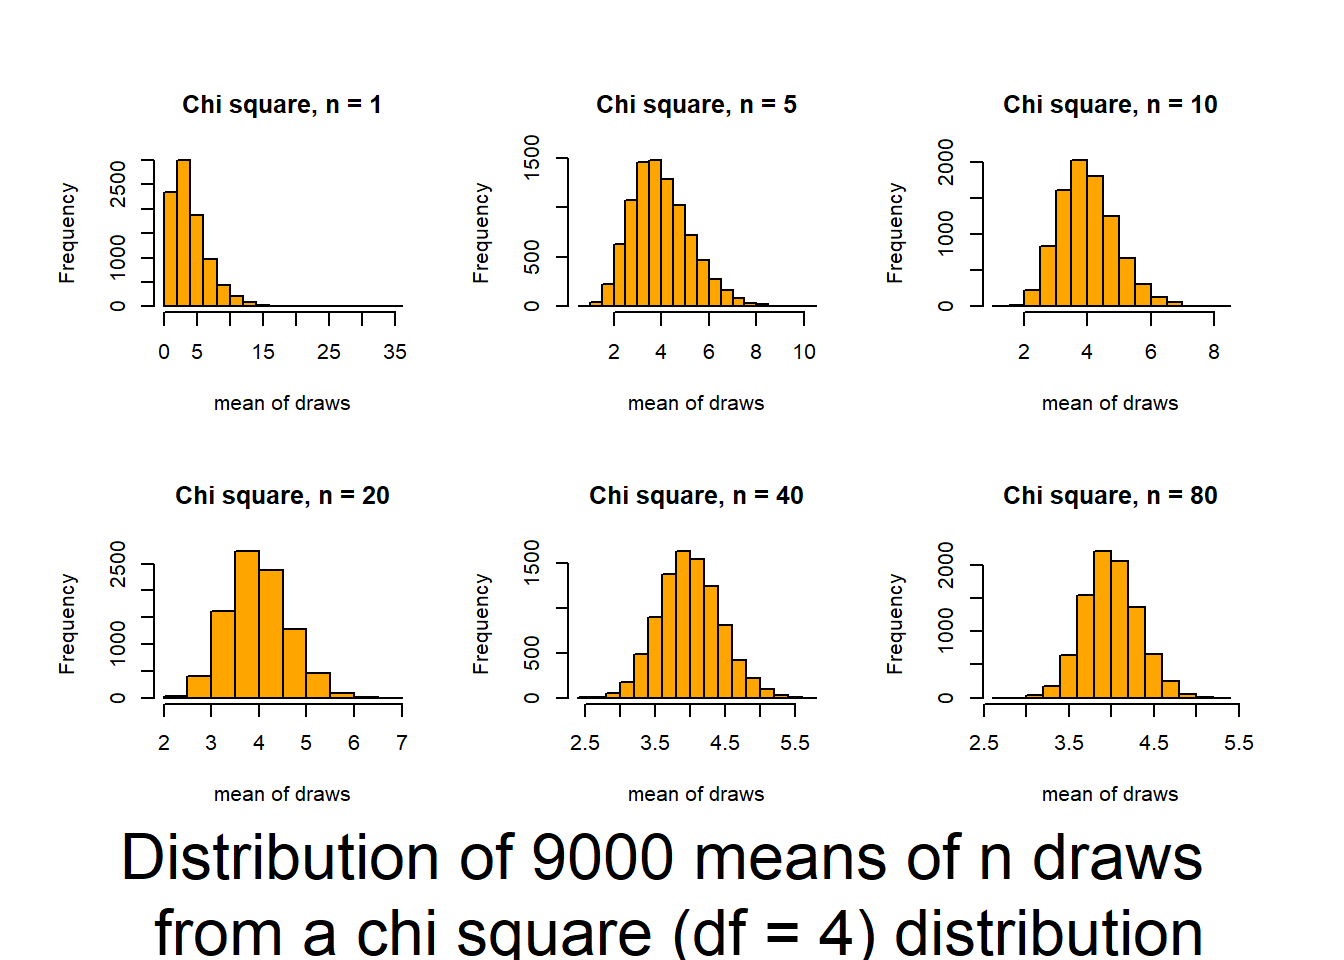 Chi square, n = 1
Frequency
0 1000 2500
0 5 15 25 35
mean of draws
Chi square, n = 5
Frequency
0 500 1500
2 4 6 8 10
mean of draws
Chi square, n = 10
Frequency
0 1000 2000
2 4 6 8
mean of draws
Chi square, n = 20
Frequency
0 1000 2500
2 3 4 5 6 7
mean of draws
Chi square, n = 40
Frequency
0 500 1500
2.5 3.5 4.5 5.5
mean of draws
Chi square, n = 80
Frequency
0 1000 2000
2.5 3.5 4.5 5.5
mean of draws
Distribution of 9000 means of n draws
from a chi square (df = 4) distribution